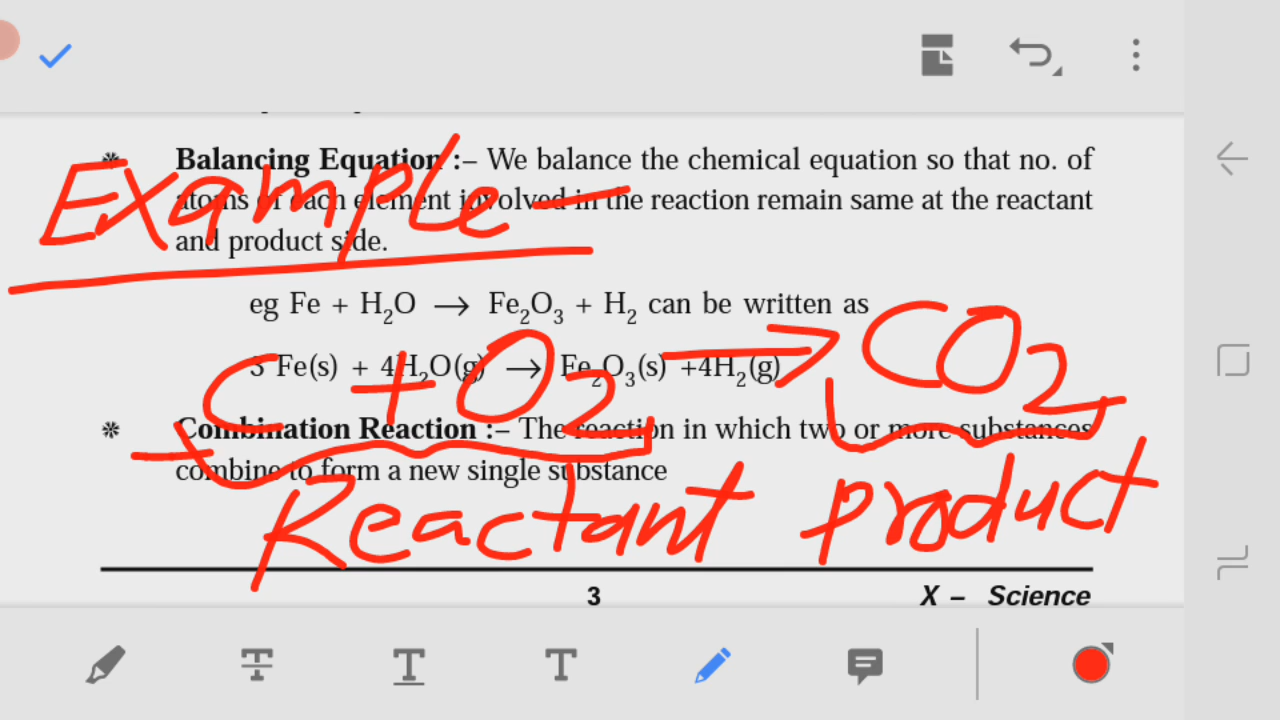 Balancing Equation :– We balance the chemical equation so that no. of
atoms of each element involved in the reaction remain same at the reactant
and product side.
Example –
eg Fe + H₂O → Fe₂O₃ + H₂ can be written as
3 Fe(s) + 4H₂O(g) → Fe₂O₃(s) +4H₂(g)
C + O₂ → CO₂
Combination Reaction :– The reaction in which two or more substances
combine to form a new single substance
Reactant product
3 X – Science
T T T